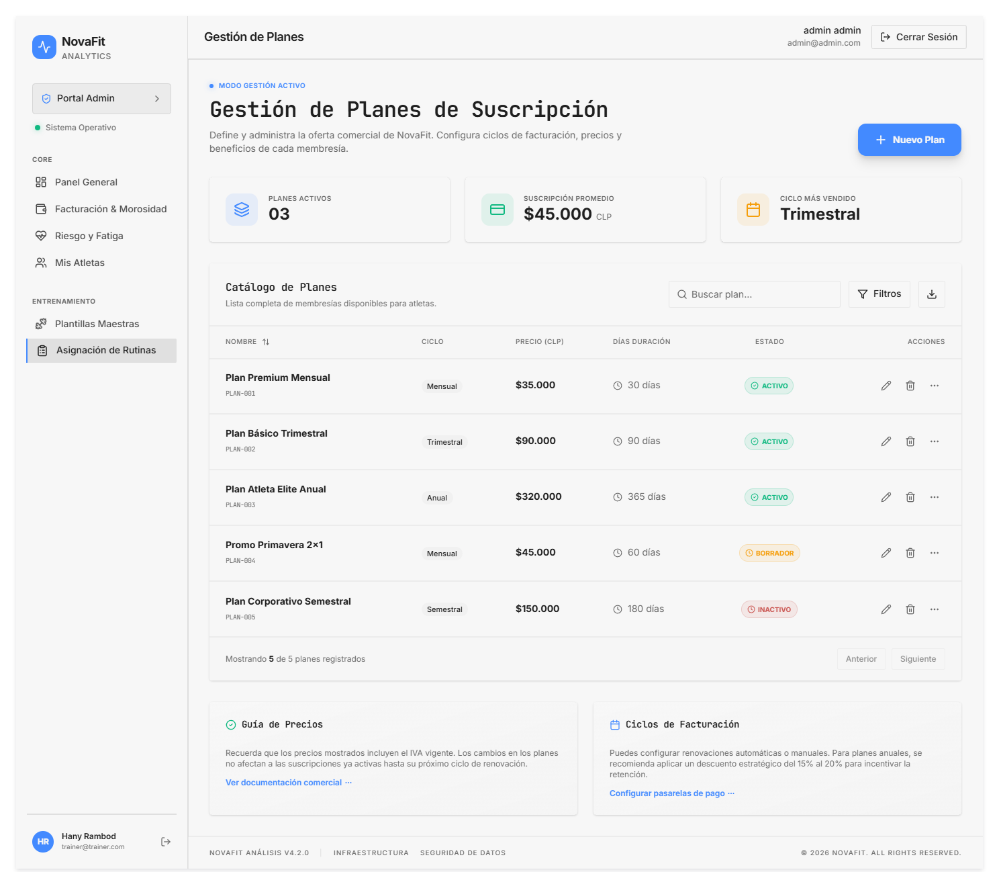 NovaFit
ANALYTICS
Portal Admin
Sistema Operativo
CORE
Panel General
Facturación & Morosidad
Riesgo y Fatiga
Mis Atletas
ENTRENAMIENTO
Plantillas Maestras
Asignación de Rutinas
HR
Hany Rambod
trainer@trainer.com
Gestión de Planes
admin admin
admin@admin.com
Cerrar Sesión
MODO GESTIÓN ACTIVO
Gestión de Planes de Suscripción
Define y administra la oferta comercial de NovaFit. Configura ciclos de facturación, precios y
beneficios de cada membresía.
Nuevo Plan
PLANES ACTIVOS
03
SUSCRIPCIÓN PROMEDIO
$45.000 CLP
CICLO MÁS VENDIDO
Trimestral
Catálogo de Planes
Lista completa de membresías disponibles para atletas.
Buscar plan...
Filtros
NOMBRE CICLO PRECIO (CLP) DÍAS DURACIÓN ESTADO ACCIONES
Plan Premium Mensual
PLAN-001
Mensual $35.000 30 días ACTIVO
Plan Básico Trimestral
PLAN-002
Trimestral $90.000 90 días ACTIVO
Plan Atleta Elite Anual
PLAN-003
Anual $320.000 365 días ACTIVO
Promo Primavera 2×1
PLAN-004
Mensual $45.000 60 días BORRADOR
Plan Corporativo Semestral
PLAN-005
Semestral $150.000 180 días INACTIVO
Mostrando 5 de 5 planes registrados
Anterior Siguiente
Guía de Precios
Recuerda que los precios mostrados incluyen el IVA vigente. Los cambios en los planes
no afectan a las suscripciones ya activas hasta su próximo ciclo de renovación.
Ver documentación comercial ···
Ciclos de Facturación
Puedes configurar renovaciones automáticas o manuales. Para planes anuales, se
recomienda aplicar un descuento estratégico del 15% al 20% para incentivar la
retención.
Configurar pasarelas de pago ···
NOVAFIT ANÁLISIS V4.2.0 INFRAESTRUCTURA SEGURIDAD DE DATOS
© 2026 NOVAFIT. ALL RIGHTS RESERVED.